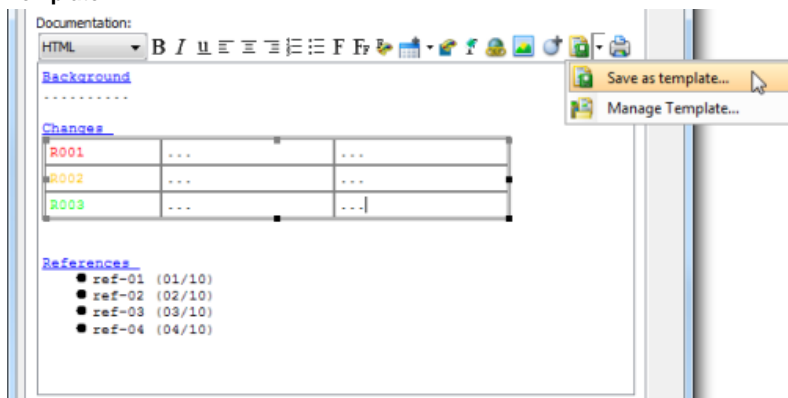 Documentation:
HTML B I u F FF
Save as template...
Manage Template...
Background
----------
Changes
R001 ... ...
R002 ... ...
R003 ... ...
References
ref-01 (01/10)
ref-02 (02/10)
ref-03 (03/10)
ref-04 (04/10)